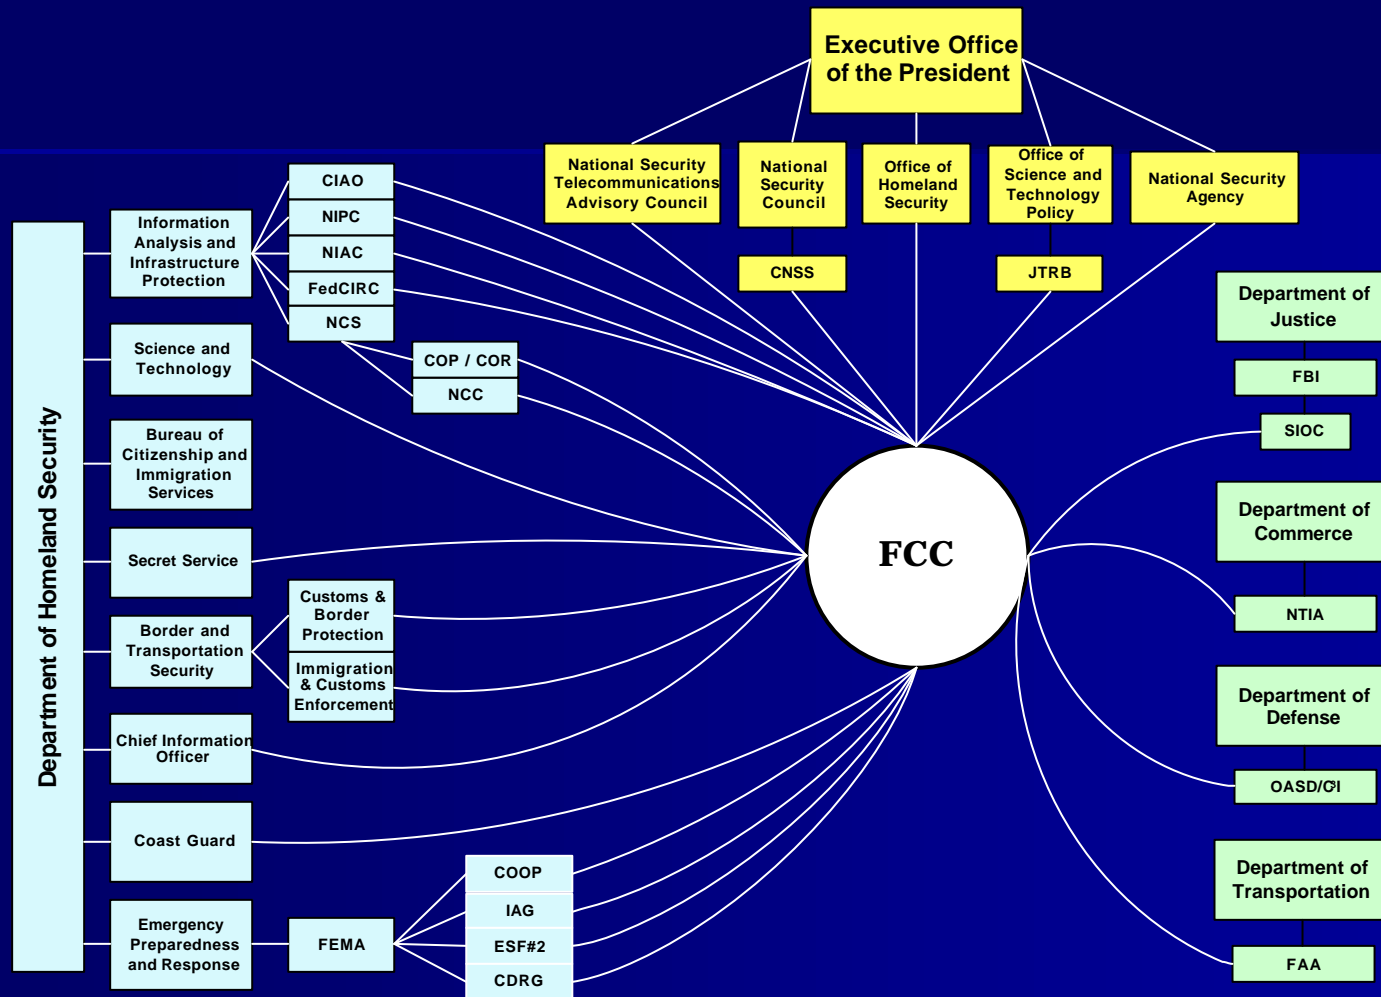 Executive Office
of the President
National Security
Telecommunications
Advisory Council
National
Security
Council
Office of
Homeland
Security
Office of
Science and
Technology
Policy
National Security
Agency
CNSS
JTRB
Department of Homeland Security
Information
Analysis and
Infrastructure
Protection
CIAO
NIPC
NIAC
FedCIRC
NCS
COP / COR
NCC
Science and
Technology
Bureau of
Citizenship and
Immigration
Services
Secret Service
Border and
Transportation
Security
Customs &
Border
Protection
Immigration
& Customs
Enforcement
Chief Information
Officer
Coast Guard
Emergency
Preparedness
and Response
FEMA
COOP
IAG
ESF#2
CDRG
FCC
Department of
Justice
FBI
SIOC
Department of
Commerce
NTIA
Department of
Defense
OASD/C³I
Department of
Transportation
FAA